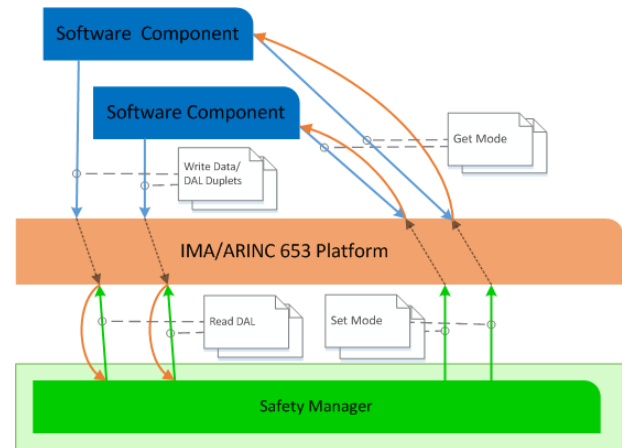 Software Component
Software Component
Get Mode
Write Data/
DAL Duplets
IMA/ARINC 653 Platform
Read DAL
Set Mode
Safety Manager